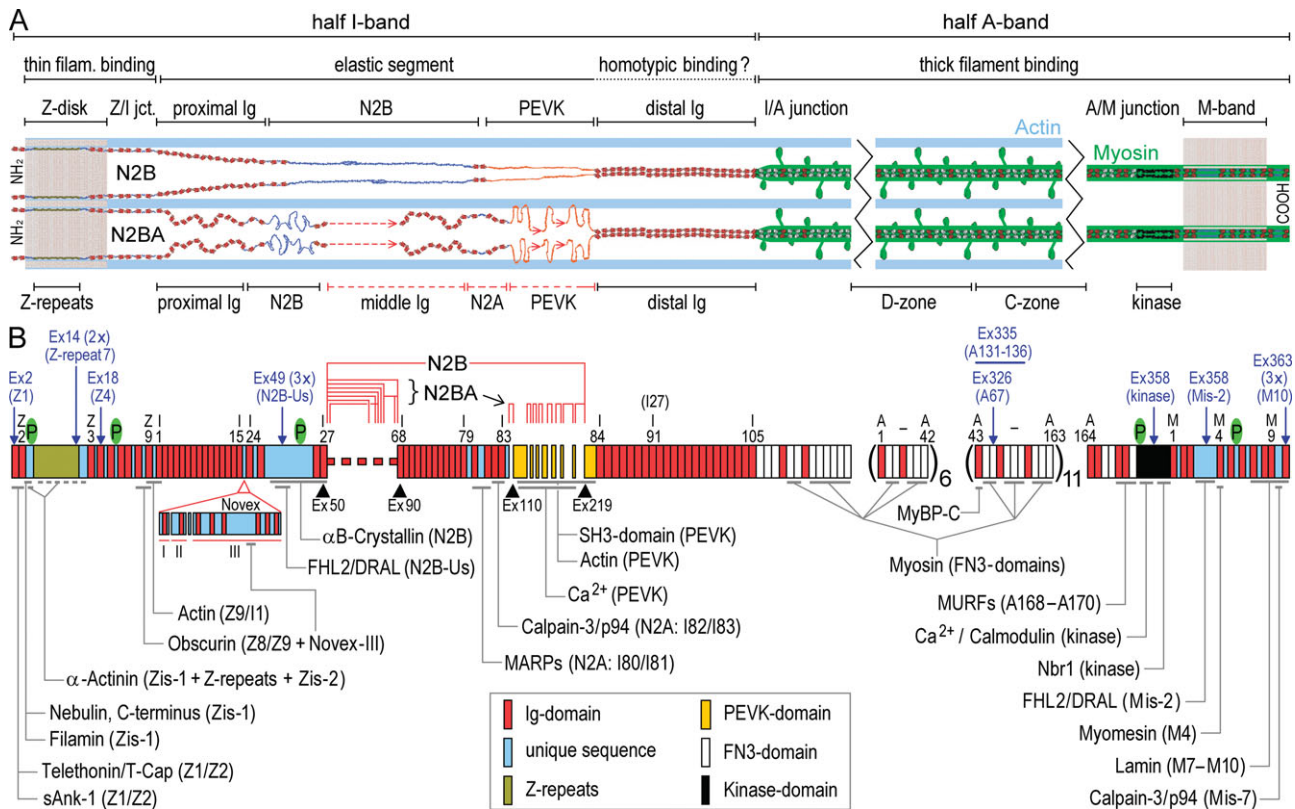 A
half I-band
half A-band
thin filam. binding
elastic segment
homotypic binding ?
thick filament binding
Z-disk
Z/I jct.
proximal Ig
N2B
PEVK
distal Ig
I/A junction
A/M junction
M-band
Actin
Myosin
NH2
N2B
NH2
N2BA
COOH
Z-repeats
proximal Ig
N2B
middle Ig
N2A
PEVK
distal Ig
D-zone
C-zone
kinase
B
Ex14 (2x)
(Z-repeat7)
Ex2
(Z1)
Ex18
(Z4)
Ex49 (3x)
(N2B-Us)
N2B
N2BA
Ex335
(A131-136)
Ex326
(A67)
Ex358
(kinase)
Ex358
(Mis-2)
Ex363
(3x)
(M10)
Z 2
P
Z 3
P
Z 9
I 1
I 15
I 24
P
I 27
I 68
I 79
I 83
I 84
(I27)
I 91
I 105
A 1
–
A 42
A 43
–
A 163
A 164
P
M 1
M 4
P
M 9
( )6
( )11
Novex
I
II
III
Ex50
Ex90
Ex110
Ex219
αB-Crystallin (N2B)
FHL2/DRAL (N2B-Us)
SH3-domain (PEVK)
Actin (PEVK)
Ca2+ (PEVK)
Calpain-3/p94 (N2A: I82/I83)
MARPs (N2A: I80/I81)
MyBP-C
Myosin (FN3-domains)
MURFs (A168–A170)
Ca2+ / Calmodulin (kinase)
Nbr1 (kinase)
FHL2/DRAL (Mis-2)
Myomesin (M4)
Lamin (M7–M10)
Calpain-3/p94 (Mis-7)
Actin (Z9/I1)
Obscurin (Z8/Z9 + Novex-III)
α-Actinin (Zis-1 + Z-repeats + Zis-2)
Nebulin, C-terminus (Zis-1)
Filamin (Zis-1)
Telethonin/T-Cap (Z1/Z2)
sAnk-1 (Z1/Z2)
Ig-domain
unique sequence
Z-repeats
PEVK-domain
FN3-domain
Kinase-domain